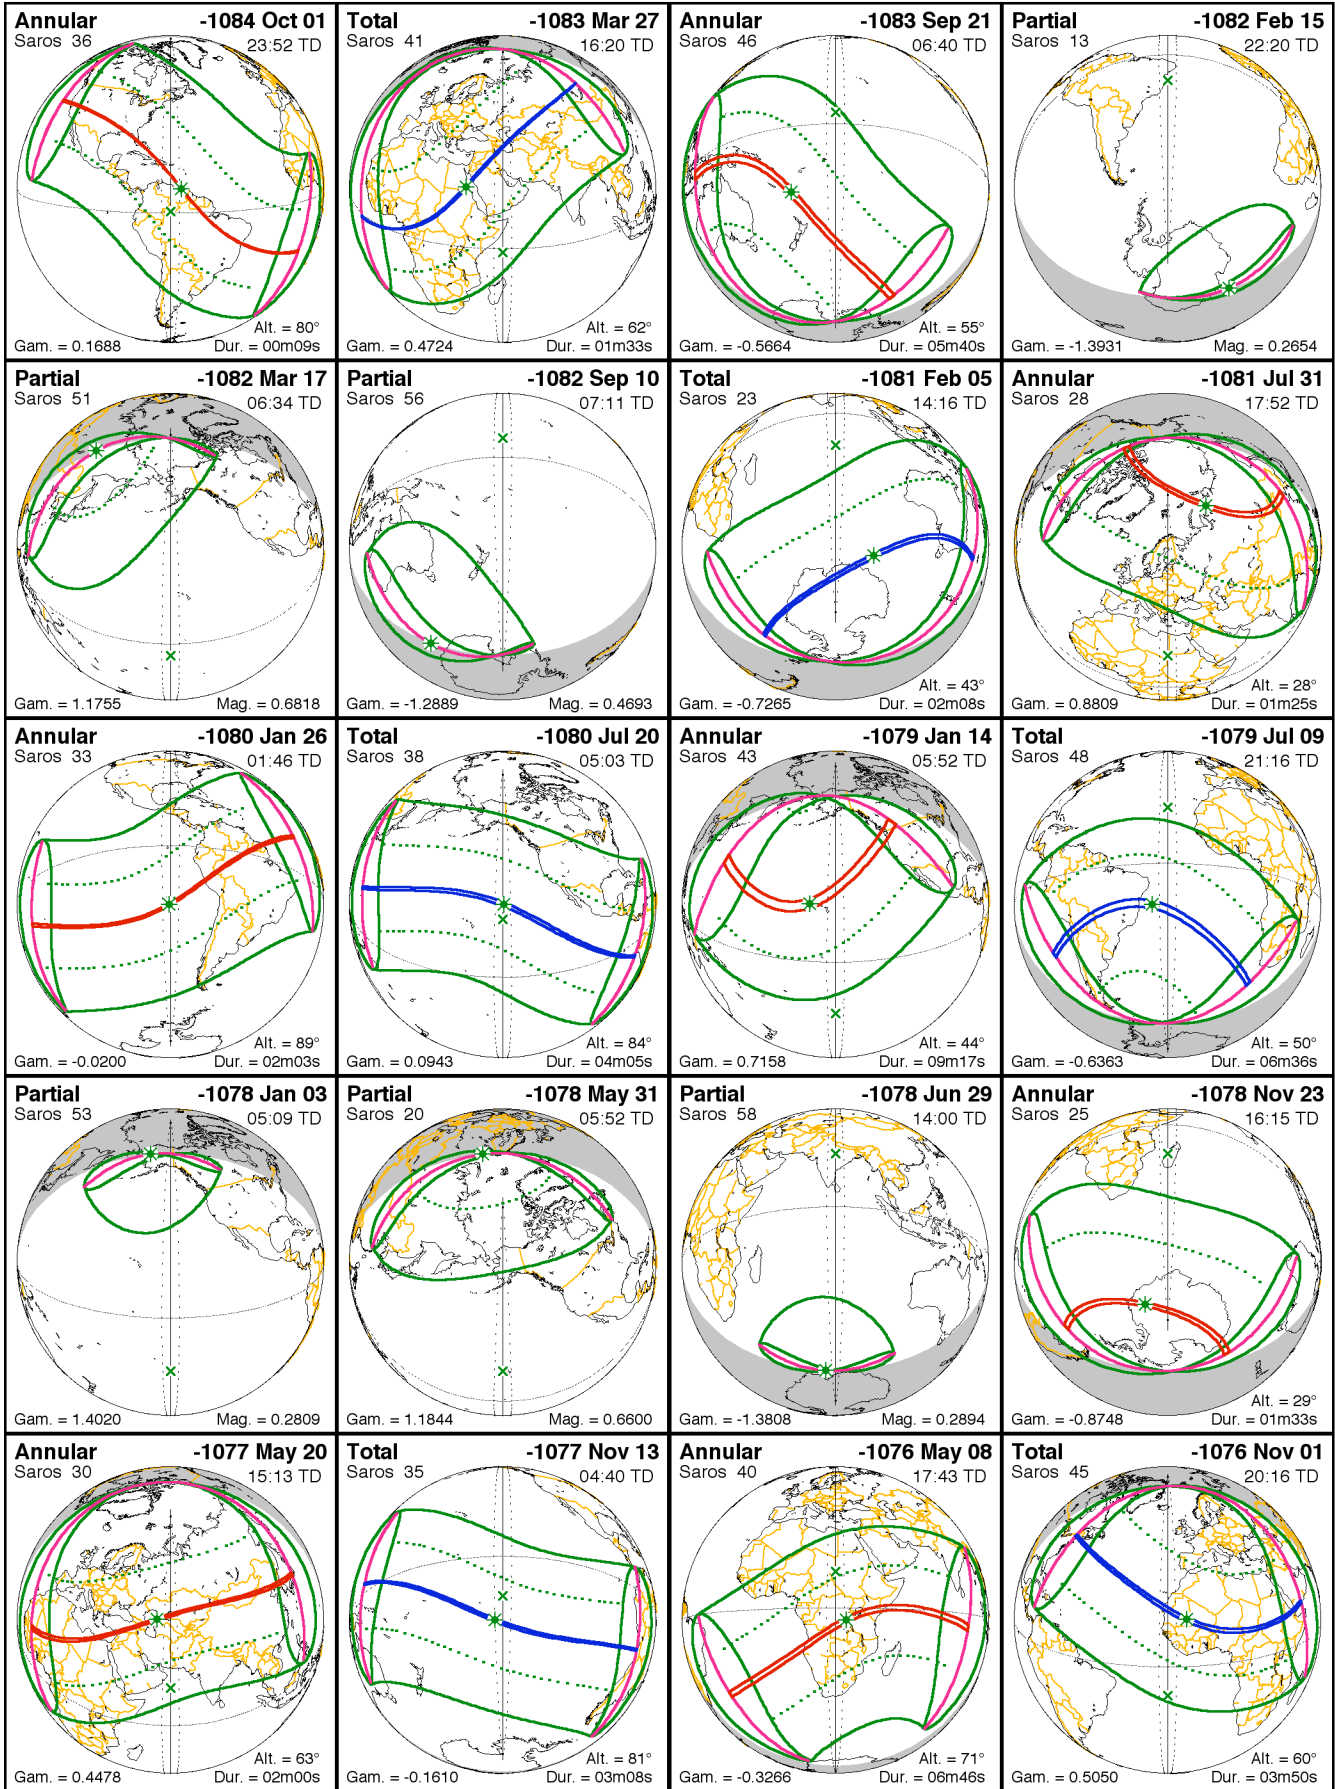 Annular -1084 Oct 01
Saros 36 23:52 TD
Alt. = 80°
Gam. = 0.1688 Dur. = 00m09s
Total -1083 Mar 27
Saros 41 16:20 TD
Alt. = 62°
Gam. = 0.4724 Dur. = 01m33s
Annular -1083 Sep 21
Saros 46 06:40 TD
Alt. = 55°
Gam. = -0.5664 Dur. = 05m40s
Partial -1082 Feb 15
Saros 13 22:20 TD
Gam. = -1.3931 Mag. = 0.2654
Partial -1082 Mar 17
Saros 51 06:34 TD
Gam. = 1.1755 Mag. = 0.6818
Partial -1082 Sep 10
Saros 56 07:11 TD
Gam. = -1.2889 Mag. = 0.4693
Total -1081 Feb 05
Saros 23 14:16 TD
Alt. = 43°
Gam. = -0.7265 Dur. = 02m08s
Annular -1081 Jul 31
Saros 28 17:52 TD
Alt. = 28°
Gam. = 0.8809 Dur. = 01m25s
Annular -1080 Jan 26
Saros 33 01:46 TD
Alt. = 89°
Gam. = -0.0200 Dur. = 02m03s
Total -1080 Jul 20
Saros 38 05:03 TD
Alt. = 84°
Gam. = 0.0943 Dur. = 04m05s
Annular -1079 Jan 14
Saros 43 05:52 TD
Alt. = 44°
Gam. = 0.7158 Dur. = 09m17s
Total -1079 Jul 09
Saros 48 21:16 TD
Alt. = 50°
Gam. = -0.6363 Dur. = 06m36s
Partial -1078 Jan 03
Saros 53 05:09 TD
Gam. = 1.4020 Mag. = 0.2809
Partial -1078 May 31
Saros 20 05:52 TD
Gam. = 1.1844 Mag. = 0.6600
Partial -1078 Jun 29
Saros 58 14:00 TD
Gam. = -1.3808 Mag. = 0.2894
Annular -1078 Nov 23
Saros 25 16:15 TD
Alt. = 29°
Gam. = -0.8748 Dur. = 01m33s
Annular -1077 May 20
Saros 30 15:13 TD
Alt. = 63°
Gam. = 0.4478 Dur. = 02m00s
Total -1077 Nov 13
Saros 35 04:40 TD
Alt. = 81°
Gam. = -0.1610 Dur. = 03m08s
Annular -1076 May 08
Saros 40 17:43 TD
Alt. = 71°
Gam. = -0.3266 Dur. = 06m46s
Total -1076 Nov 01
Saros 45 20:16 TD
Alt. = 60°
Gam. = 0.5050 Dur. = 03m50s